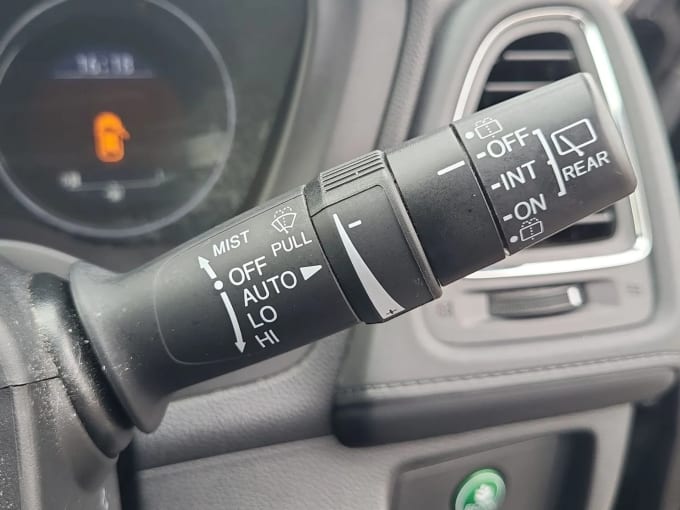 MIST
PULL
OFF
AUTO
LO
HI
- 
+
OFF
INT
ON
REAR